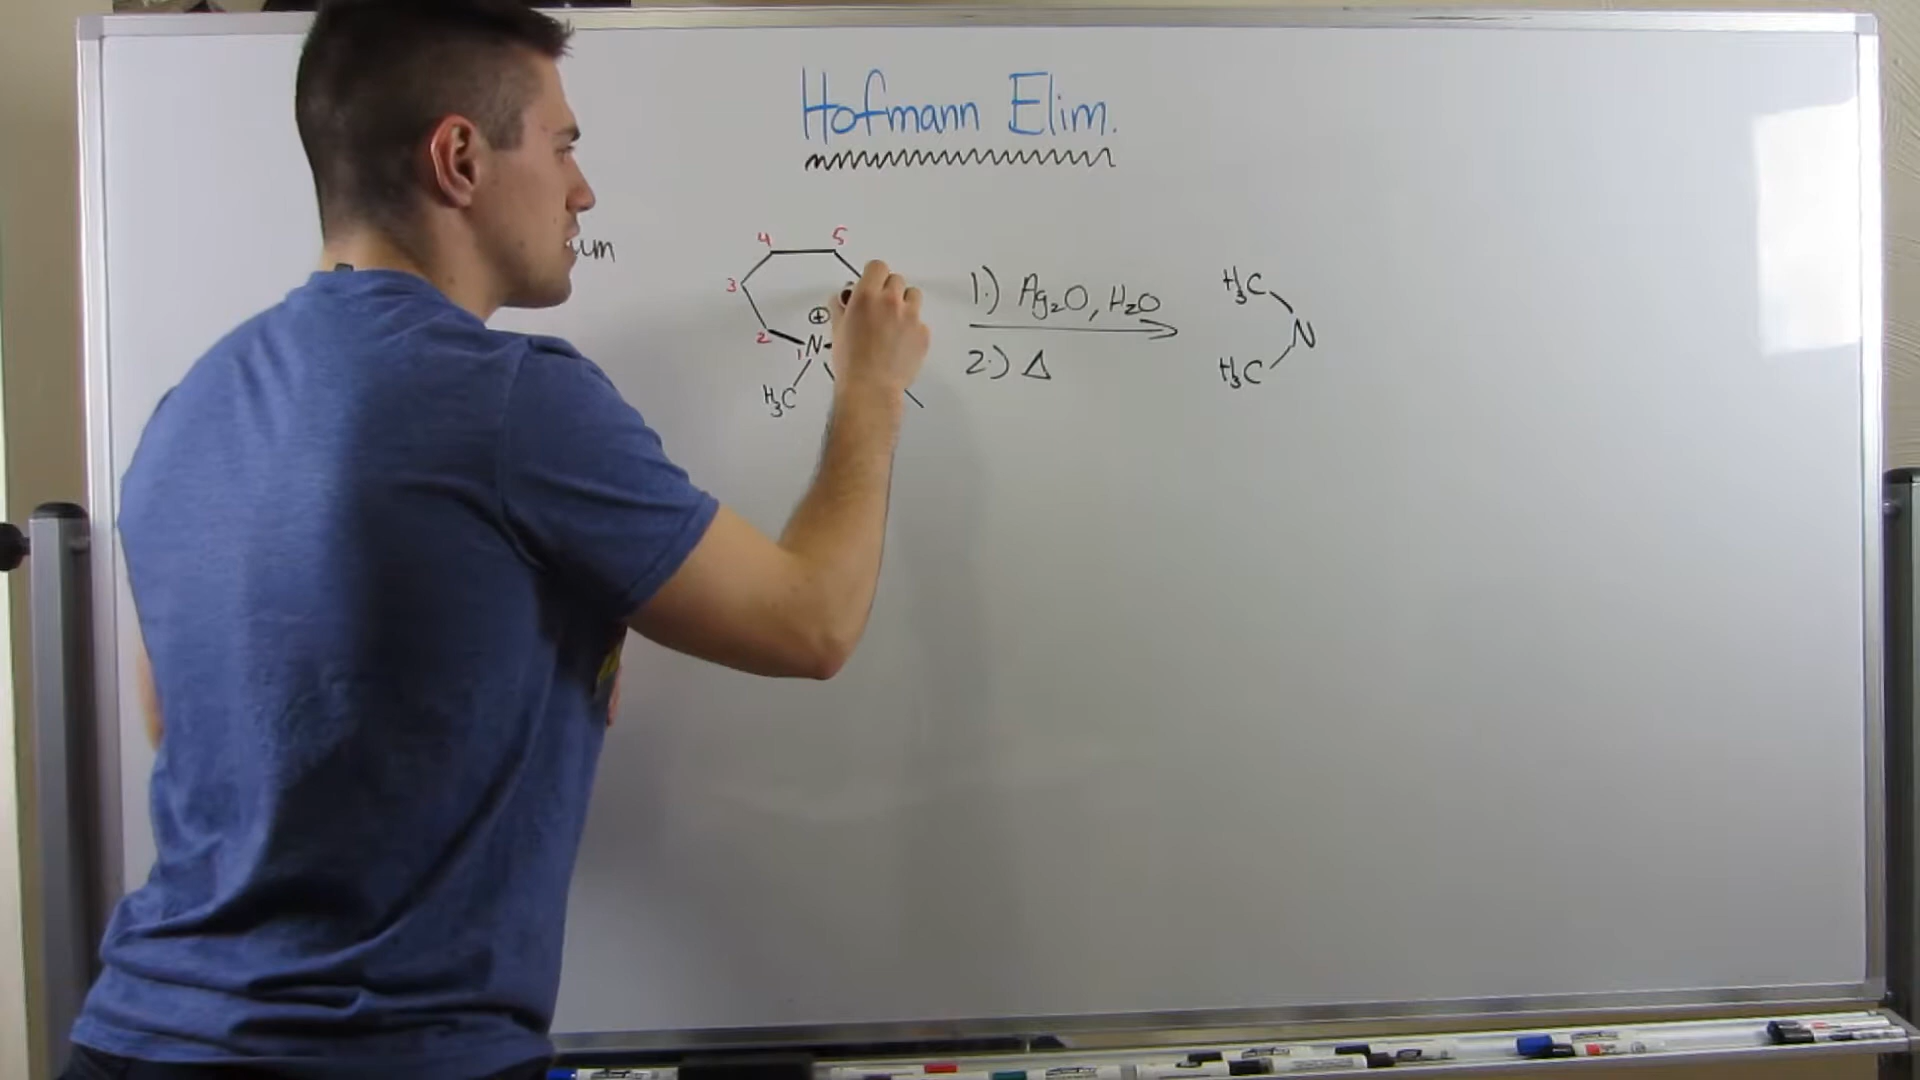 Hofmann Elim.
um
4 5
3
2
1
⊕
N
H3C
1.) Ag2O, H2O
2.) Δ
H3C
N
H3C